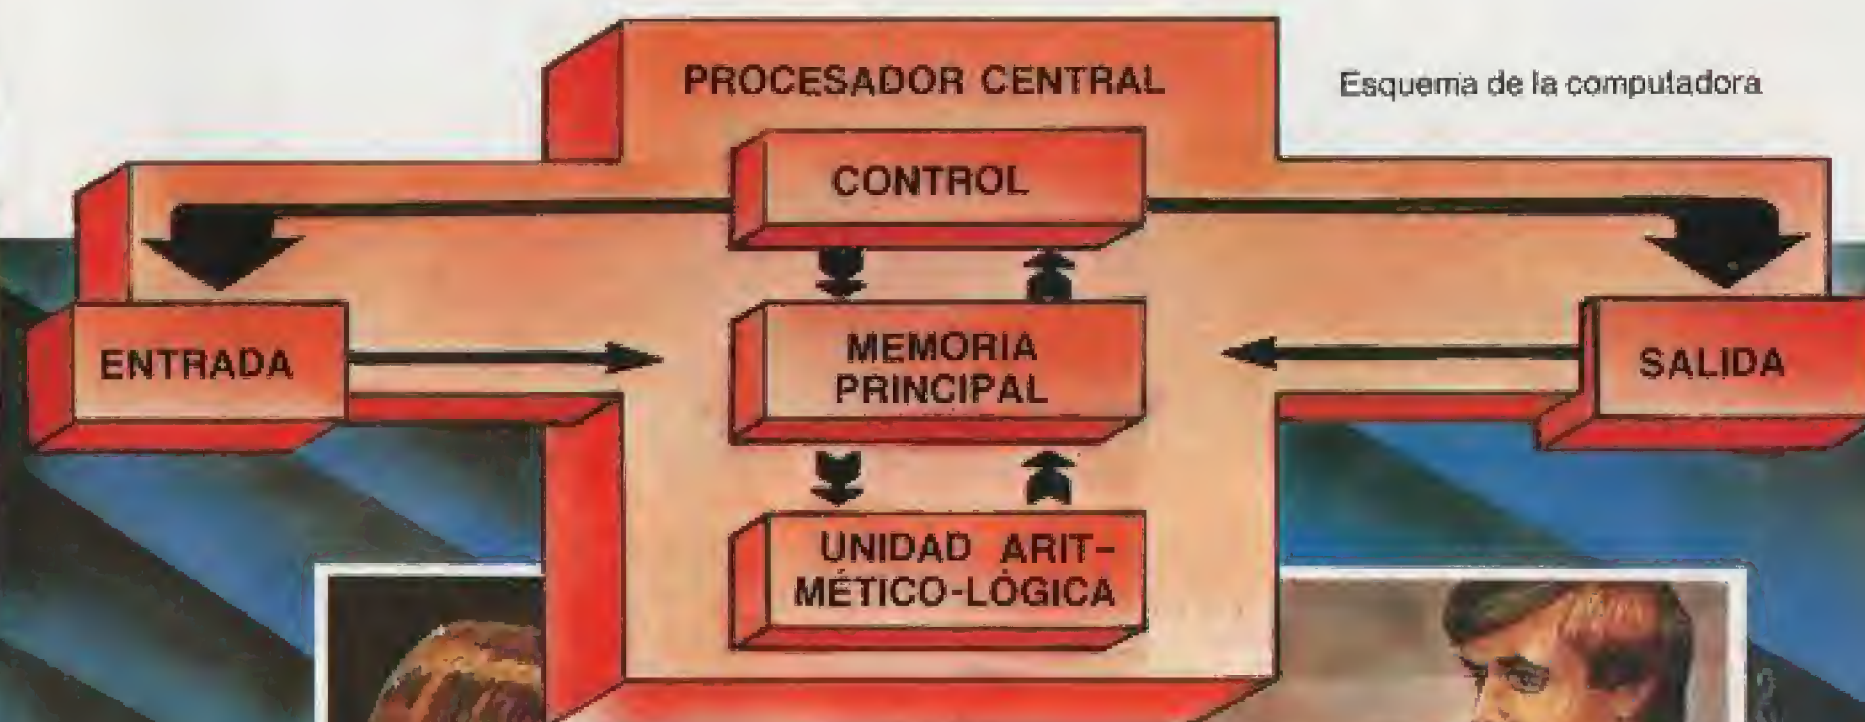 PROCESADOR CENTRAL
Esquema de la computadora
CONTROL
ENTRADA
MEMORIA
PRINCIPAL
SALIDA
UNIDAD ARIT-
MÉTICO-LÓGICA